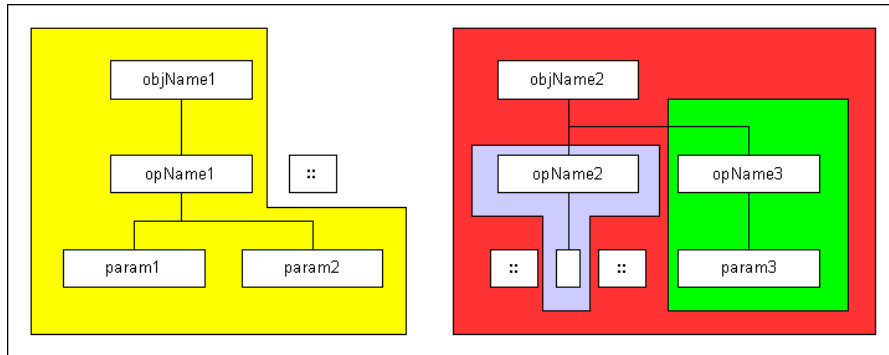 objName1
objName2
opName1
::
opName2
opName3
param1
param2
::
::
param3